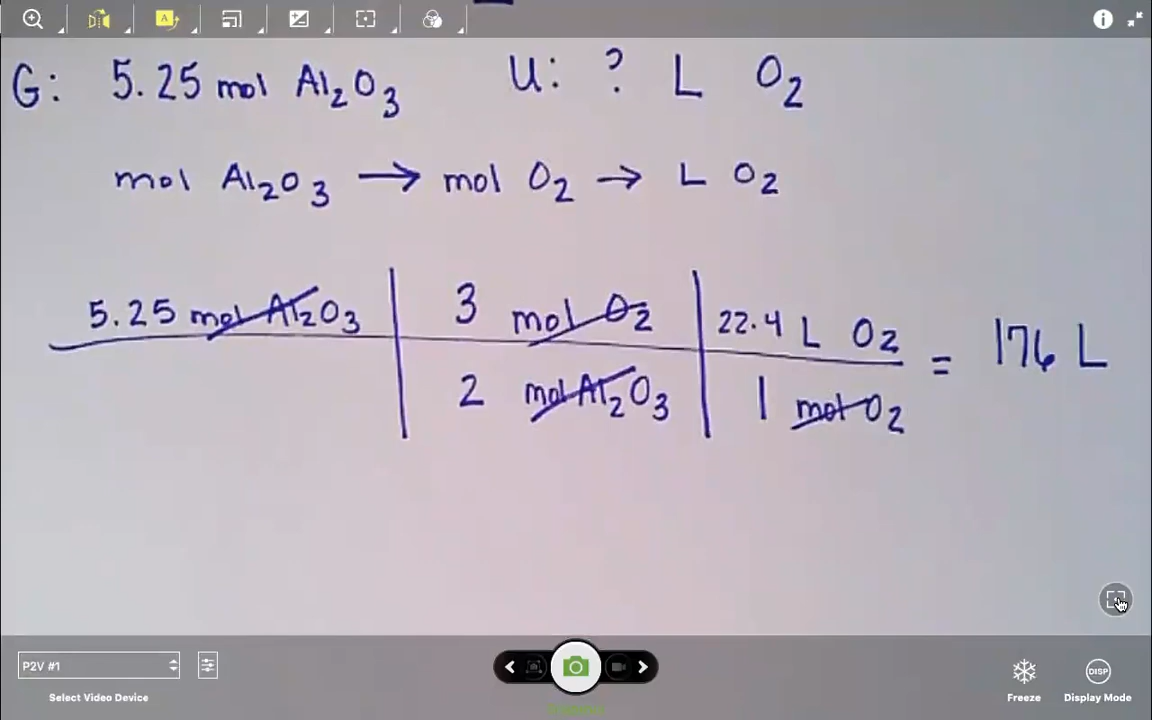 G: 5.25 mol Al₂O₃ U: ? L O₂
mol Al₂O₃ → mol O₂ → L O₂
5.25 mol Al₂O₃ | 3 mol O₂ | 22.4 L O₂ = 176 L
2 mol Al₂O₃ | 1 mol O₂
P2V #1
Select Video Device
Freeze
DISP
Display Mode